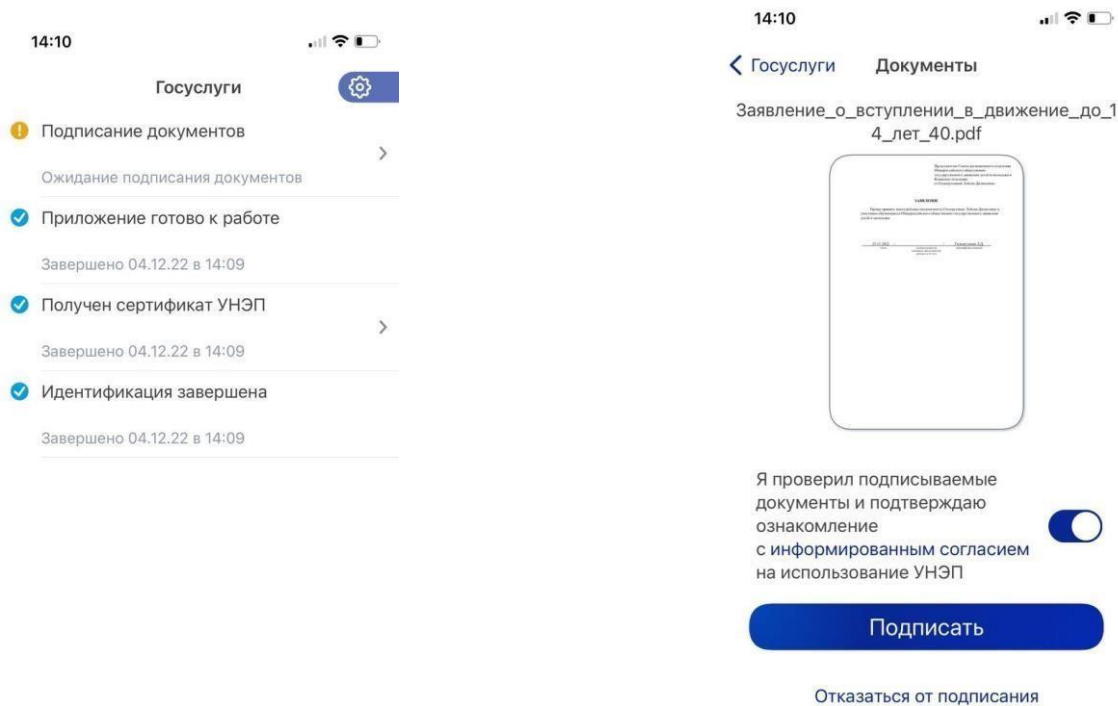 14:10
Госуслуги
Подписание документов
Ожидание подписания документов
Приложение готово к работе
Завершено 04.12.22 в 14:09
Получен сертификат УНЭП
Завершено 04.12.22 в 14:09
Идентификация завершена
Завершено 04.12.22 в 14:09
14:10
Госуслуги
Документы
Заявление_о_вступлении_в_движение_до_1
4_лет_40.pdf
ЗАЯВЛЕНИЕ
Я проверил подписываемые
документы и подтверждаю
ознакомление
с информированным согласием
на использование УНЭП
Подписать
Отказаться от подписания